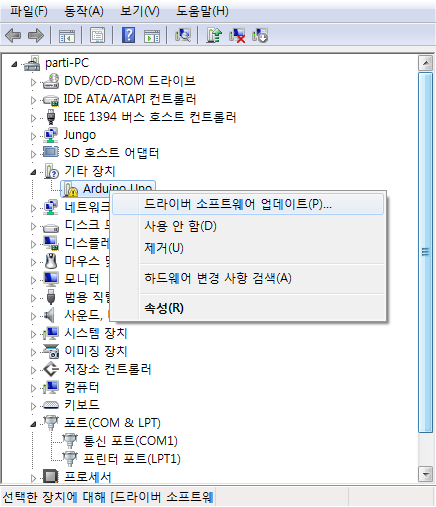 파일(F) 동작(A) 보기(V) 도움말(H)
parti-PC
DVD/CD-ROM 드라이브
IDE ATA/ATAPI 컨트롤러
IEEE 1394 버스 호스트 컨트롤러
Jungo
SD 호스트 어댑터
기타 장치
Arduino Uno
드라이버 소프트웨어 업데이트(P)...
네트워크
사용 안 함(D)
디스크
디스플레
제거(U)
마우스 및
모니터
하드웨어 변경 사항 검색(A)
범용 직렬
사운드,
속성(R)
시스템 장치
이미징 장치
저장소 컨트롤러
컴퓨터
키보드
포트(COM & LPT)
통신 포트(COM1)
프린터 포트(LPT1)
프로세서
선택한 장치에 대해 [드라이버 소프트웨